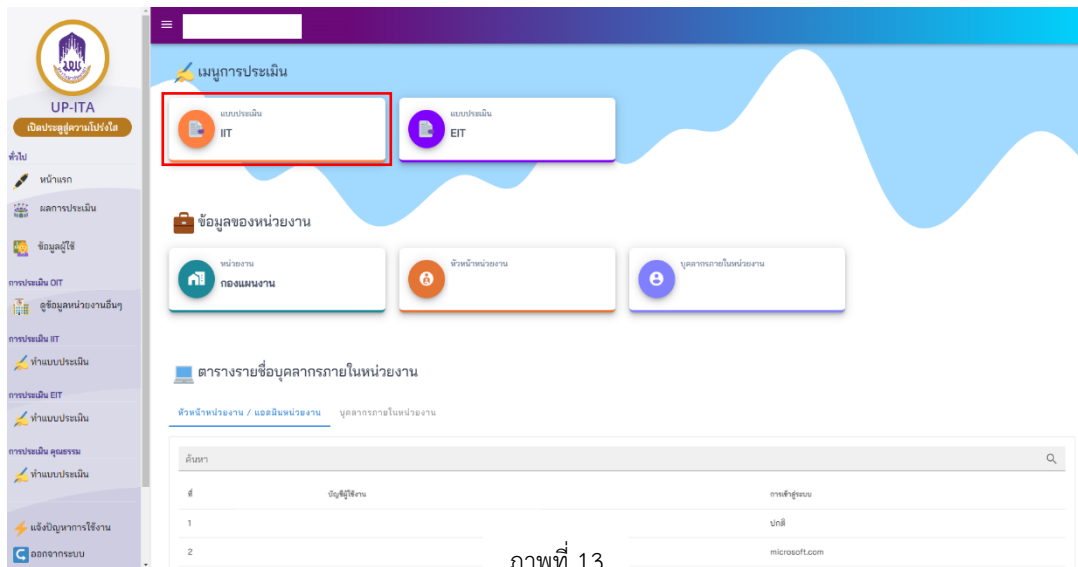 มพย
UP-ITA
เปิดประตูสู่ความโปร่งใส
ทั่วไป
หน้าแรก
ผลการประเมิน
ข้อมูลผู้ใช้
การประเมิน OIT
ดูข้อมูลหน่วยงานอื่นๆ
การประเมิน IIT
ทำแบบประเมิน
การประเมิน EIT
ทำแบบประเมิน
การประเมิน คุณธรรม
ทำแบบประเมิน
แจ้งปัญหาการใช้งาน
ออกจากระบบ
เมนูการประเมิน
แบบประเมิน
IIT
แบบประเมิน
EIT
ข้อมูลของหน่วยงาน
หน่วยงาน
กองแผนงาน
หัวหน้าหน่วยงาน
บุคลากรภายในหน่วยงาน
ตารางรายชื่อบุคลากรภายในหน่วยงาน
หัวหน้าหน่วยงาน / แอดมินหน่วยงาน บุคลากรภายในหน่วยงาน
ค้นหา
ที่ บัญชีผู้ใช้งาน การเข้าสู่ระบบ
1 ปกติ
2 microsoft.com
ภาพที่ 13